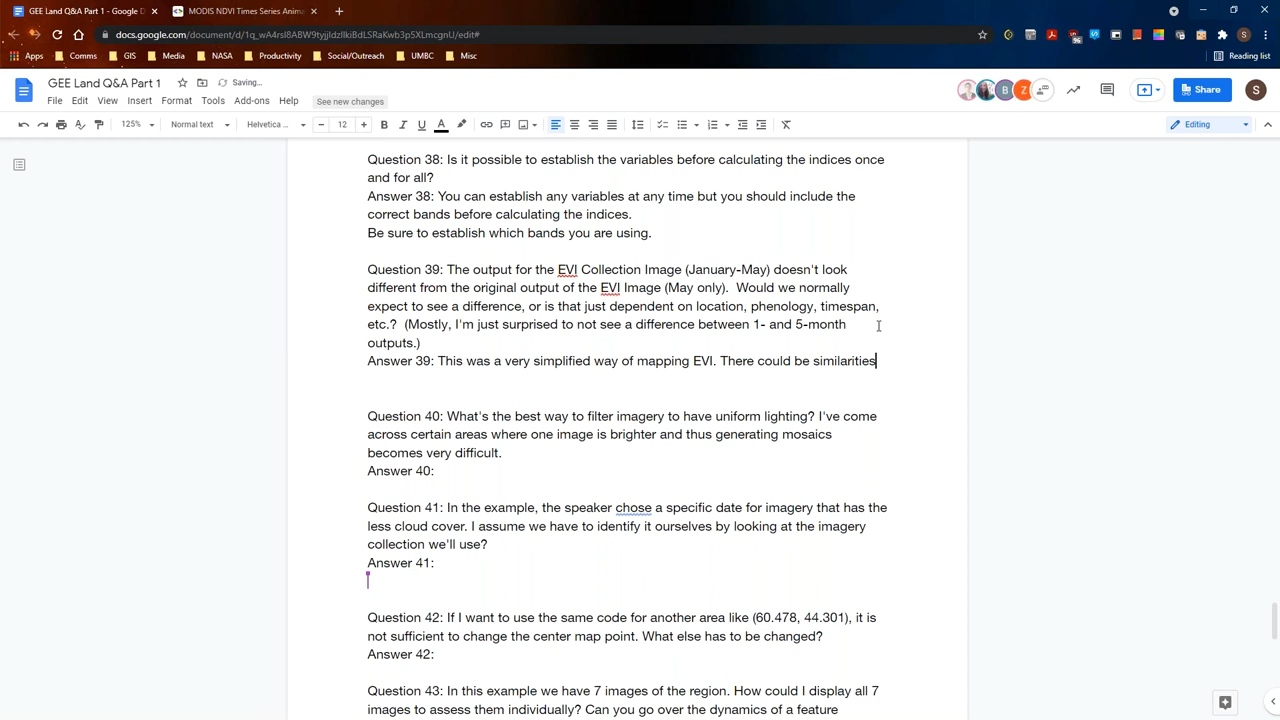 GEE Land Q&A Part 1 - Google D
MODIS NDVI Times Series Anima
docs.google.com/document/d/1q_wA4rsI8ABW9tyjjIdzIIkiBdLSRaKwb3p5XLmcgnU/edit#
Apps Comms GIS Media NASA Productivity Social/Outreach UMBC Misc Reading list
GEE Land Q&A Part 1 Saving...
File Edit View Insert Format Tools Add-ons Help See new changes
B Z Share S
125% Normal text Helvetica ... 12 B I U A Editing
Question 38: Is it possible to establish the variables before calculating the indices once
and for all?
Answer 38: You can establish any variables at any time but you should include the
correct bands before calculating the indices.
Be sure to establish which bands you are using.
Question 39: The output for the EVI Collection Image (January-May) doesn't look
different from the original output of the EVI Image (May only).  Would we normally
expect to see a difference, or is that just dependent on location, phenology, timespan,
etc.?  (Mostly, I'm just surprised to not see a difference between 1- and 5-month
outputs.)
Answer 39: This was a very simplified way of mapping EVI. There could be similarities
Question 40: What's the best way to filter imagery to have uniform lighting? I've come
across certain areas where one image is brighter and thus generating mosaics
becomes very difficult.
Answer 40:
Question 41: In the example, the speaker chose a specific date for imagery that has the
less cloud cover. I assume we have to identify it ourselves by looking at the imagery
collection we'll use?
Answer 41:
Question 42: If I want to use the same code for another area like (60.478, 44.301), it is
not sufficient to change the center map point. What else has to be changed?
Answer 42:
Question 43: In this example we have 7 images of the region. How could I display all 7
images to assess them individually? Can you go over the dynamics of a feature